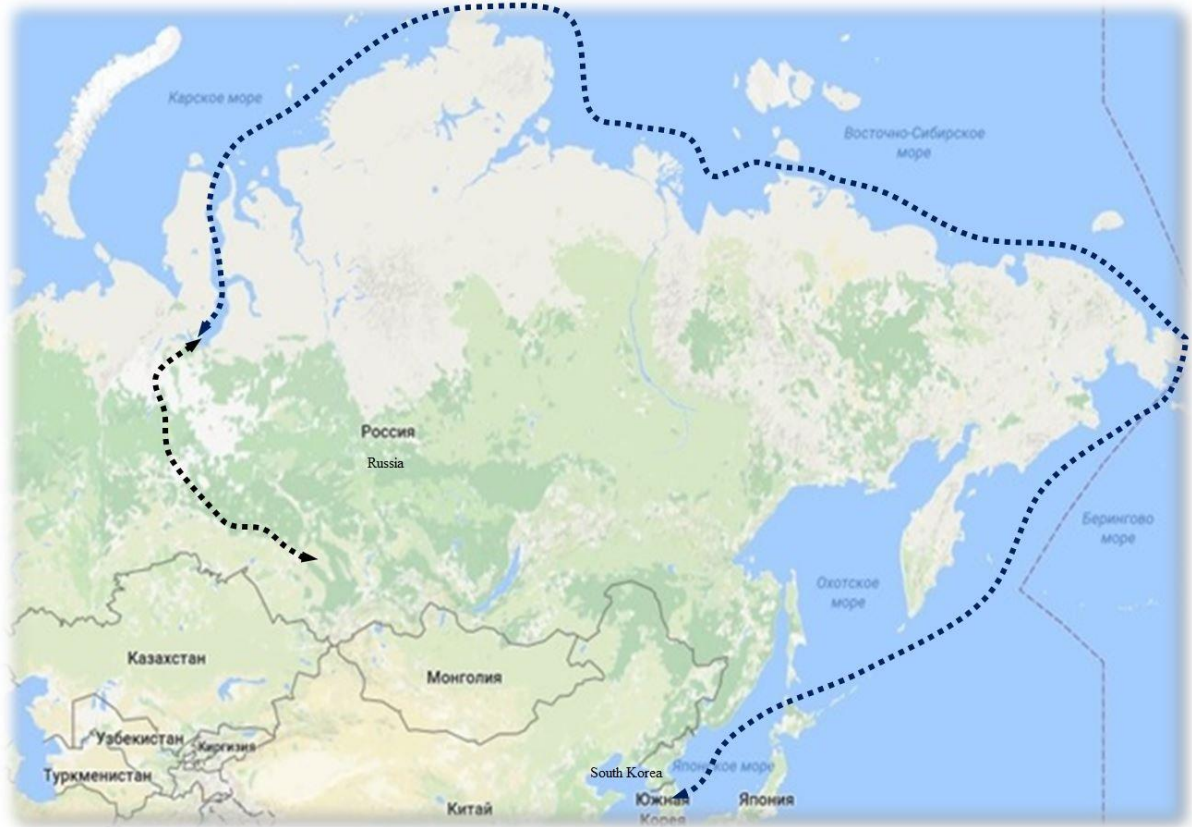 Карское море
Восточно-Сибирское
море
Россия
Russia
Берингово
море
Охотское
море
Казахстан
Монголия
Узбекистан
Киргизия
Туркменистан
South Korea
Японское море
Китай
Южная
Корея
Япония